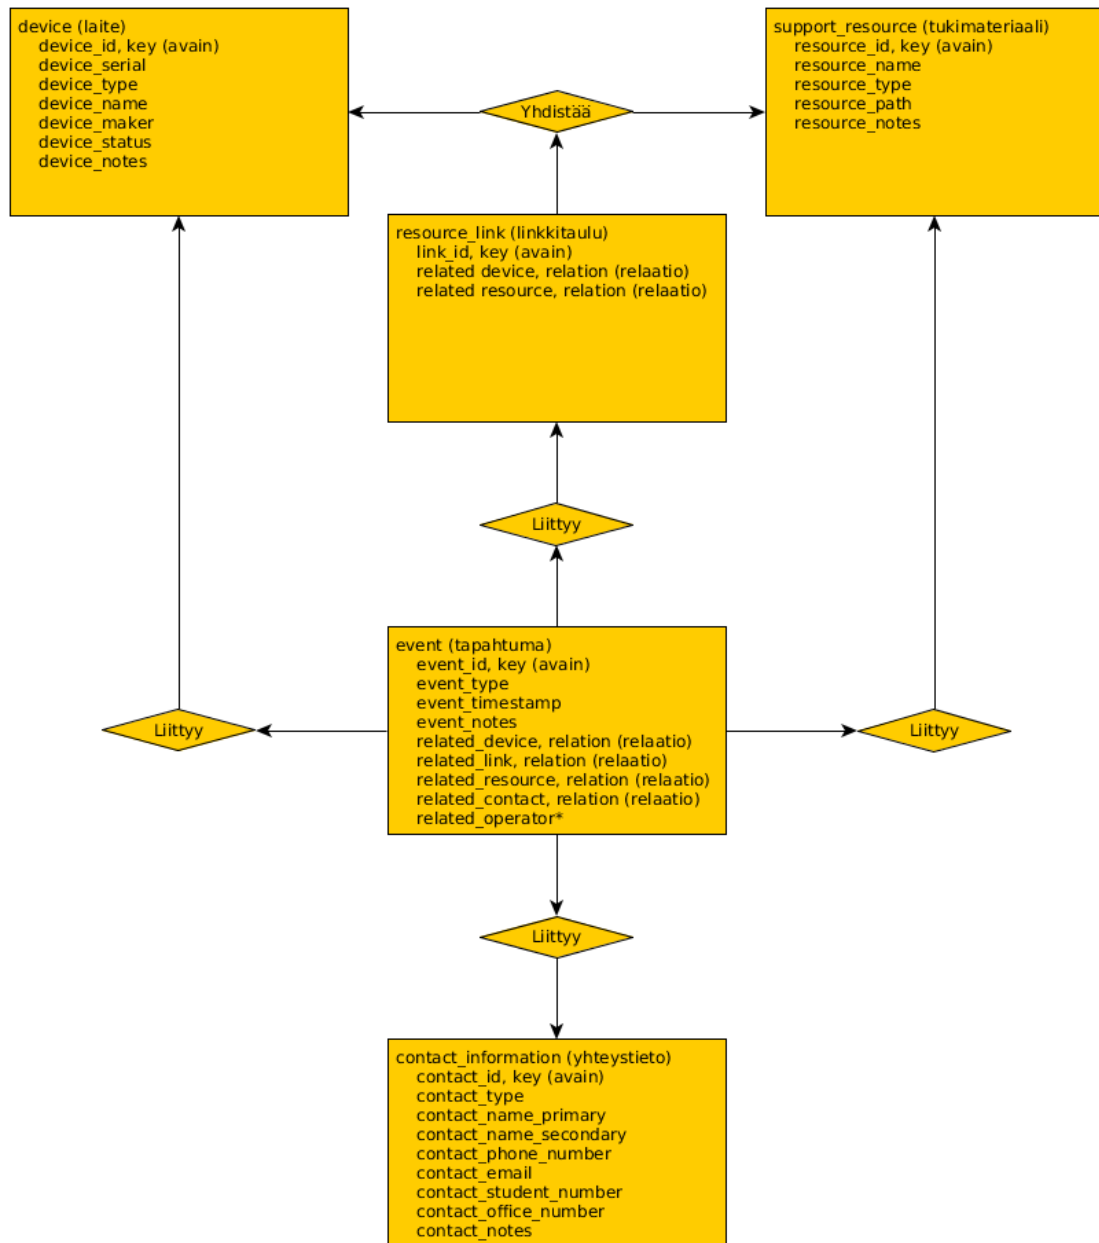 device (laite)
device_id, key (avain)
device_serial
device_type
device_name
device_maker
device_status
device_notes
support_resource (tukimateriaali)
resource_id, key (avain)
resource_name
resource_type
resource_path
resource_notes
Yhdistää
resource_link (linkkitaulu)
link_id, key (avain)
related device, relation (relaatio)
related resource, relation (relaatio)
Liittyy
event (tapahtuma)
event_id, key (avain)
event_type
event_timestamp
event_notes
related_device, relation (relaatio)
related_link, relation (relaatio)
related_resource, relation (relaatio)
related_contact, relation (relaatio)
related_operator*
Liittyy
Liittyy
Liittyy
contact_information (yhteystieto)
contact_id, key (avain)
contact_type
contact_name_primary
contact_name_secondary
contact_phone_number
contact_email
contact_student_number
contact_office_number
contact_notes